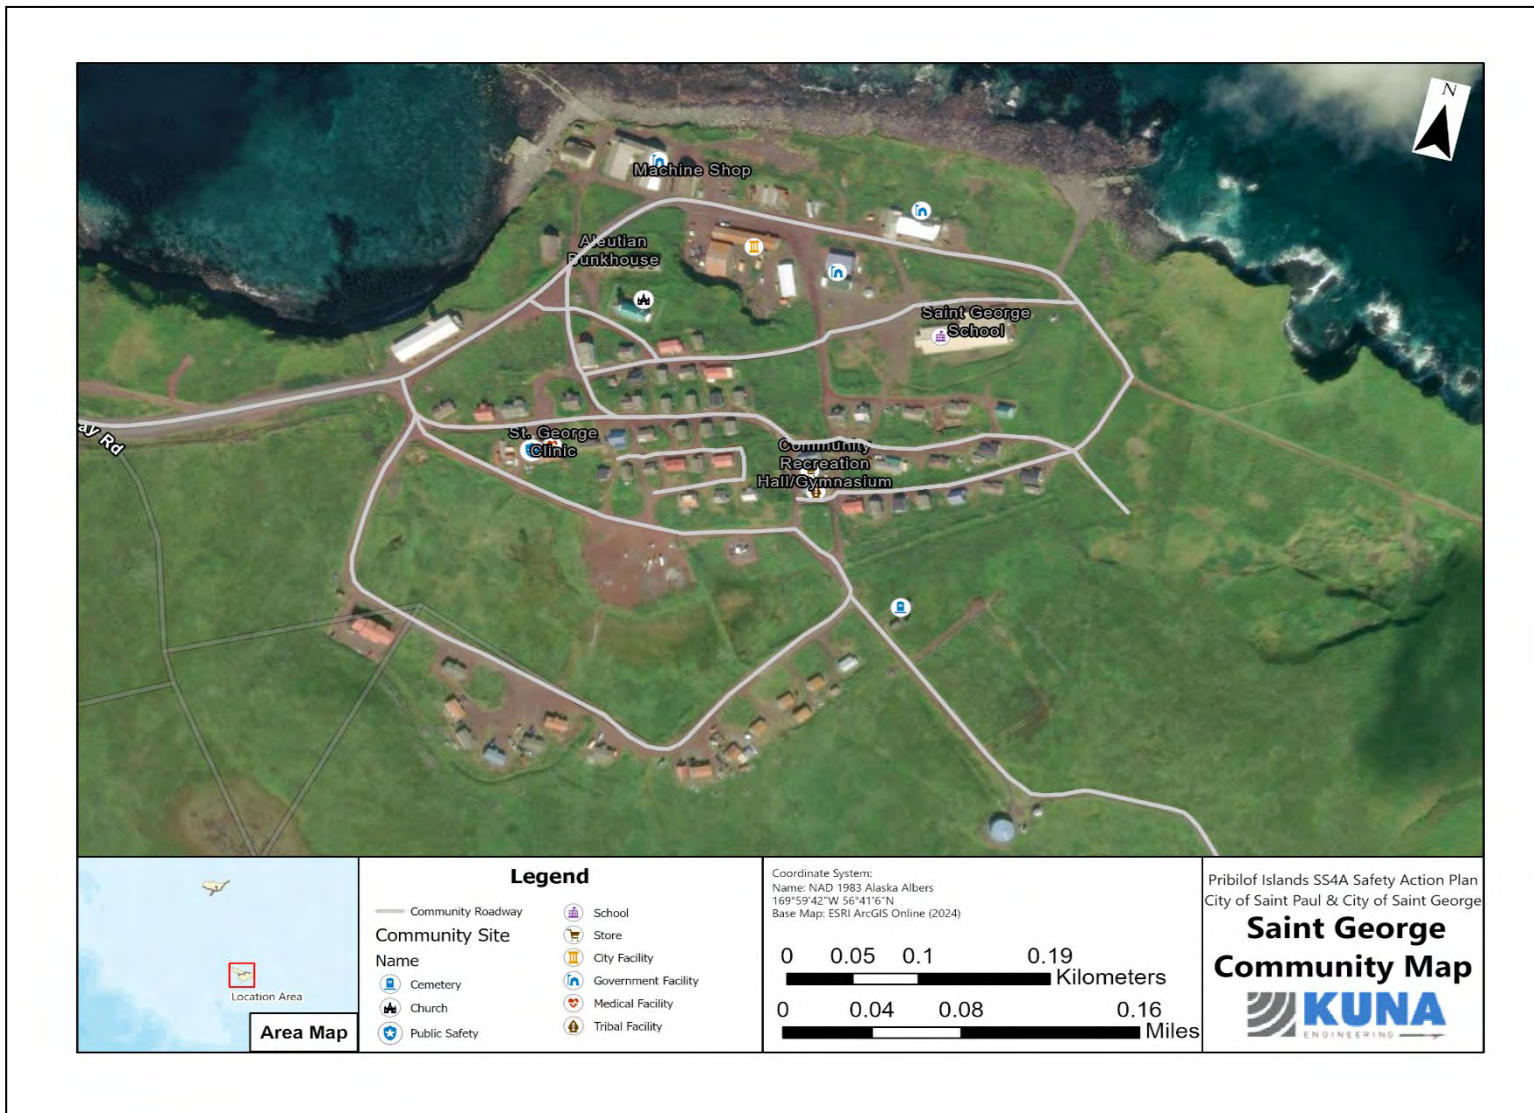 N
Machine Shop
Aleutian
Bunkhouse
Saint George
School
ay Rd
St. George
Clinic
Community
Recreation
Hall/Gymnasium
Location Area
Area Map
Legend
Community Roadway
Community Site
Name
Cemetery
Church
Public Safety
School
Store
City Facility
Government Facility
Medical Facility
Tribal Facility
Coordinate System:
Name: NAD 1983 Alaska Albers
169°59'42"W 56°41'6"N
Base Map: ESRI ArcGIS Online (2024)
0 0.05 0.1 0.19
Kilometers
0 0.04 0.08 0.16
Miles
Pribilof Islands SS4A Safety Action Plan
City of Saint Paul & City of Saint George
Saint George
Community Map
KUNA
ENGINEERING